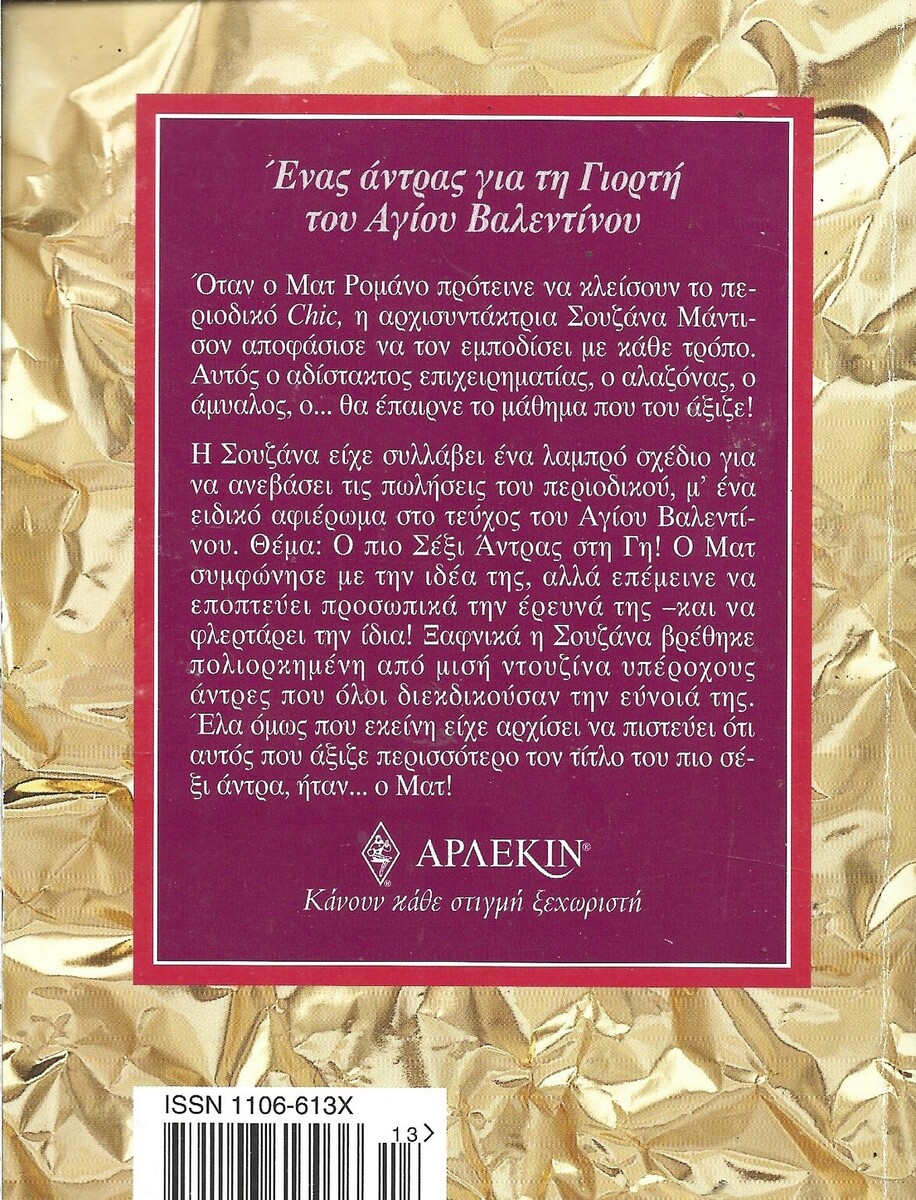 Ένας άντρας για τη Γιορτή
του Αγίου Βαλεντίνου
Όταν ο Ματ Ρομάνο πρότεινε να κλείσουν το πε-
ριοδικό Chic, η αρχισυντάκτρια Σουζάνα Μάντι-
σον αποφάσισε να τον εμποδίσει με κάθε τρόπο.
Αυτός ο αδίστακτος επιχειρηματίας, ο αλαζόνας, ο
άμυαλος, ο... θα έπαιρνε το μάθημα που του άξιζε!
Η Σουζάνα είχε συλλάβει ένα λαμπρό σχέδιο για
να ανεβάσει τις πωλήσεις του περιοδικού, μ' ένα
ειδικό αφιέρωμα στο τεύχος του Αγίου Βαλεντί-
νου. Θέμα: Ο πιο Σέξι Άντρας στη Γη! Ο Ματ
συμφώνησε με την ιδέα της, αλλά επέμεινε να
εποπτεύει προσωπικά την έρευνά της –και να
φλερτάρει την ίδια! Ξαφνικά η Σουζάνα βρέθηκε
πολιορκημένη από μισή ντουζίνα υπέροχους
άντρες που όλοι διεκδικούσαν την εύνοιά της.
Έλα όμως που εκείνη είχε αρχίσει να πιστεύει ότι
αυτός που άξιζε περισσότερο τον τίτλο του πιο σέ-
ξι άντρα, ήταν... ο Ματ!
ΑΡΛΕΚΙΝ®
Κάνουν κάθε στιγμή ξεχωριστή
ISSN 1106-613X
13>